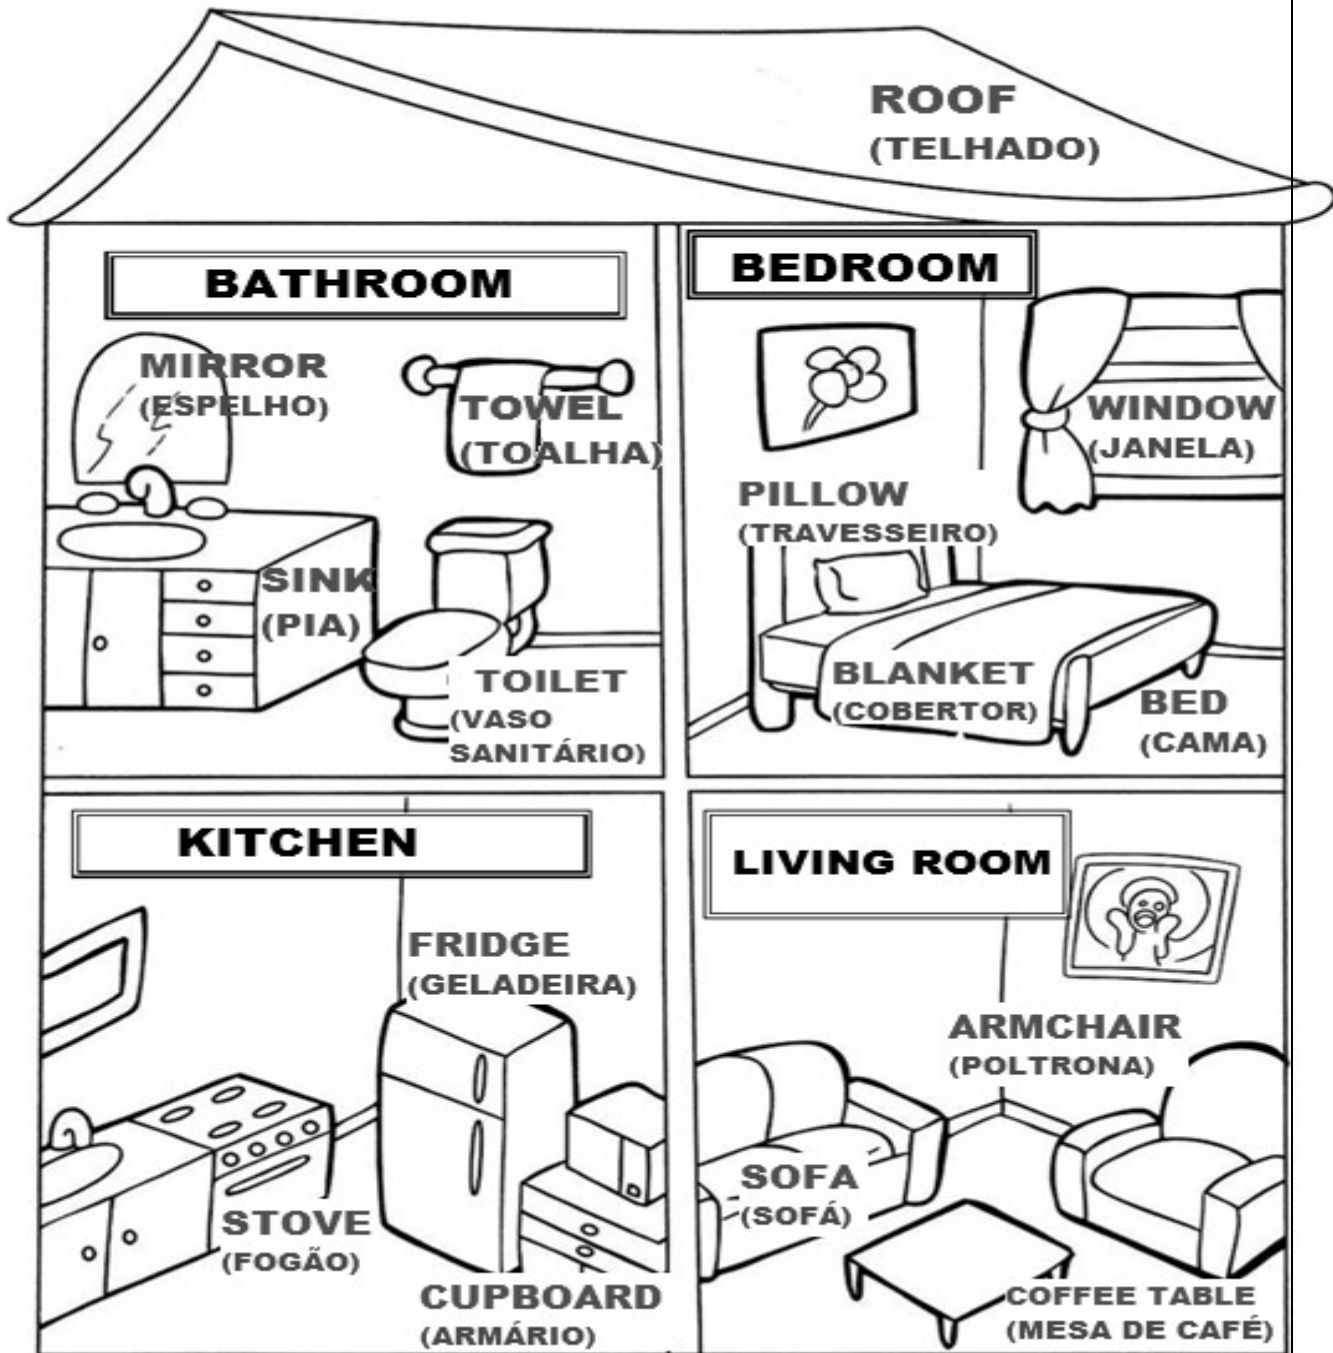 ROOF
(TELHADO)
BATHROOM
MIRROR
(ESPELHO)
TOWEL
(TOALHA)
SINK
(PIA)
TOILET
(VASO
SANITÁRIO)
BEDROOM
WINDOW
(JANELA)
PILLOW
(TRAVESSEIRO)
BLANKET
(COBERTOR)
BED
(CAMA)
KITCHEN
FRIDGE
(GELADEIRA)
STOVE
(FOGÃO)
CUPBOARD
(ARMÁRIO)
LIVING ROOM
ARMCHAIR
(POLTRONA)
SOFA
(SOFÁ)
COFFEE TABLE
(MESA DE CAFÉ)